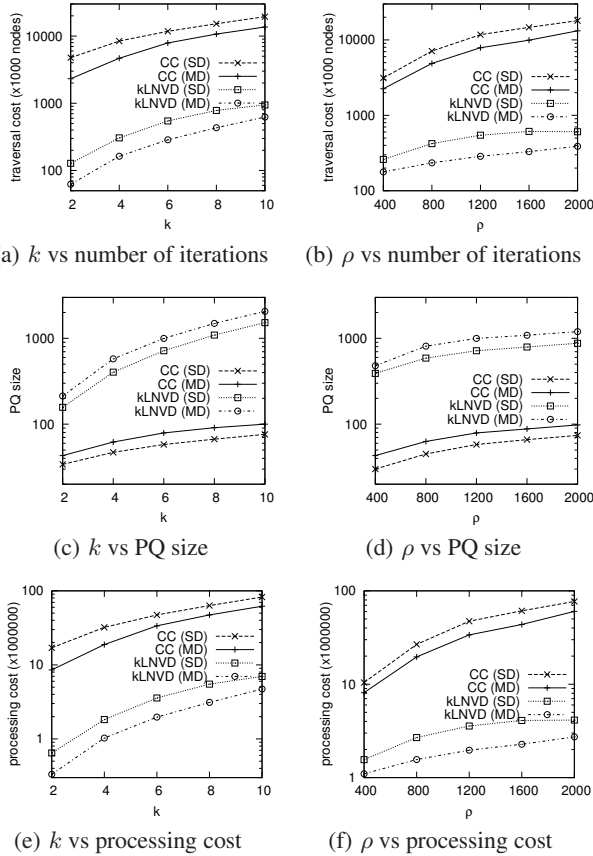 traversal cost (x1000 nodes)
10000
1000
100
CC (SD)
CC (MD)
kLNVD (SD)
kLNVD (MD)
2 4 6 8 10
k
traversal cost (x1000 nodes)
10000
1000
100
CC (SD)
CC (MD)
kLNVD (SD)
kLNVD (MD)
400 800 1200 1600 2000
ρ
a) k vs number of iterations
(b) ρ vs number of iterations
PQ size
1000
100
CC (SD)
CC (MD)
kLNVD (SD)
kLNVD (MD)
2 4 6 8 10
k
PQ size
1000
100
CC (SD)
CC (MD)
kLNVD (SD)
kLNVD (MD)
400 800 1200 1600 2000
ρ
(c) k vs PQ size
(d) ρ vs PQ size
processing cost (x1000000)
100
10
1
CC (SD)
CC (MD)
kLNVD (SD)
kLNVD (MD)
2 4 6 8 10
k
processing cost (x1000000)
100
10
1
CC (SD)
CC (MD)
kLNVD (SD)
kLNVD (MD)
400 800 1200 1600 2000
ρ
(e) k vs processing cost
(f) ρ vs processing cost